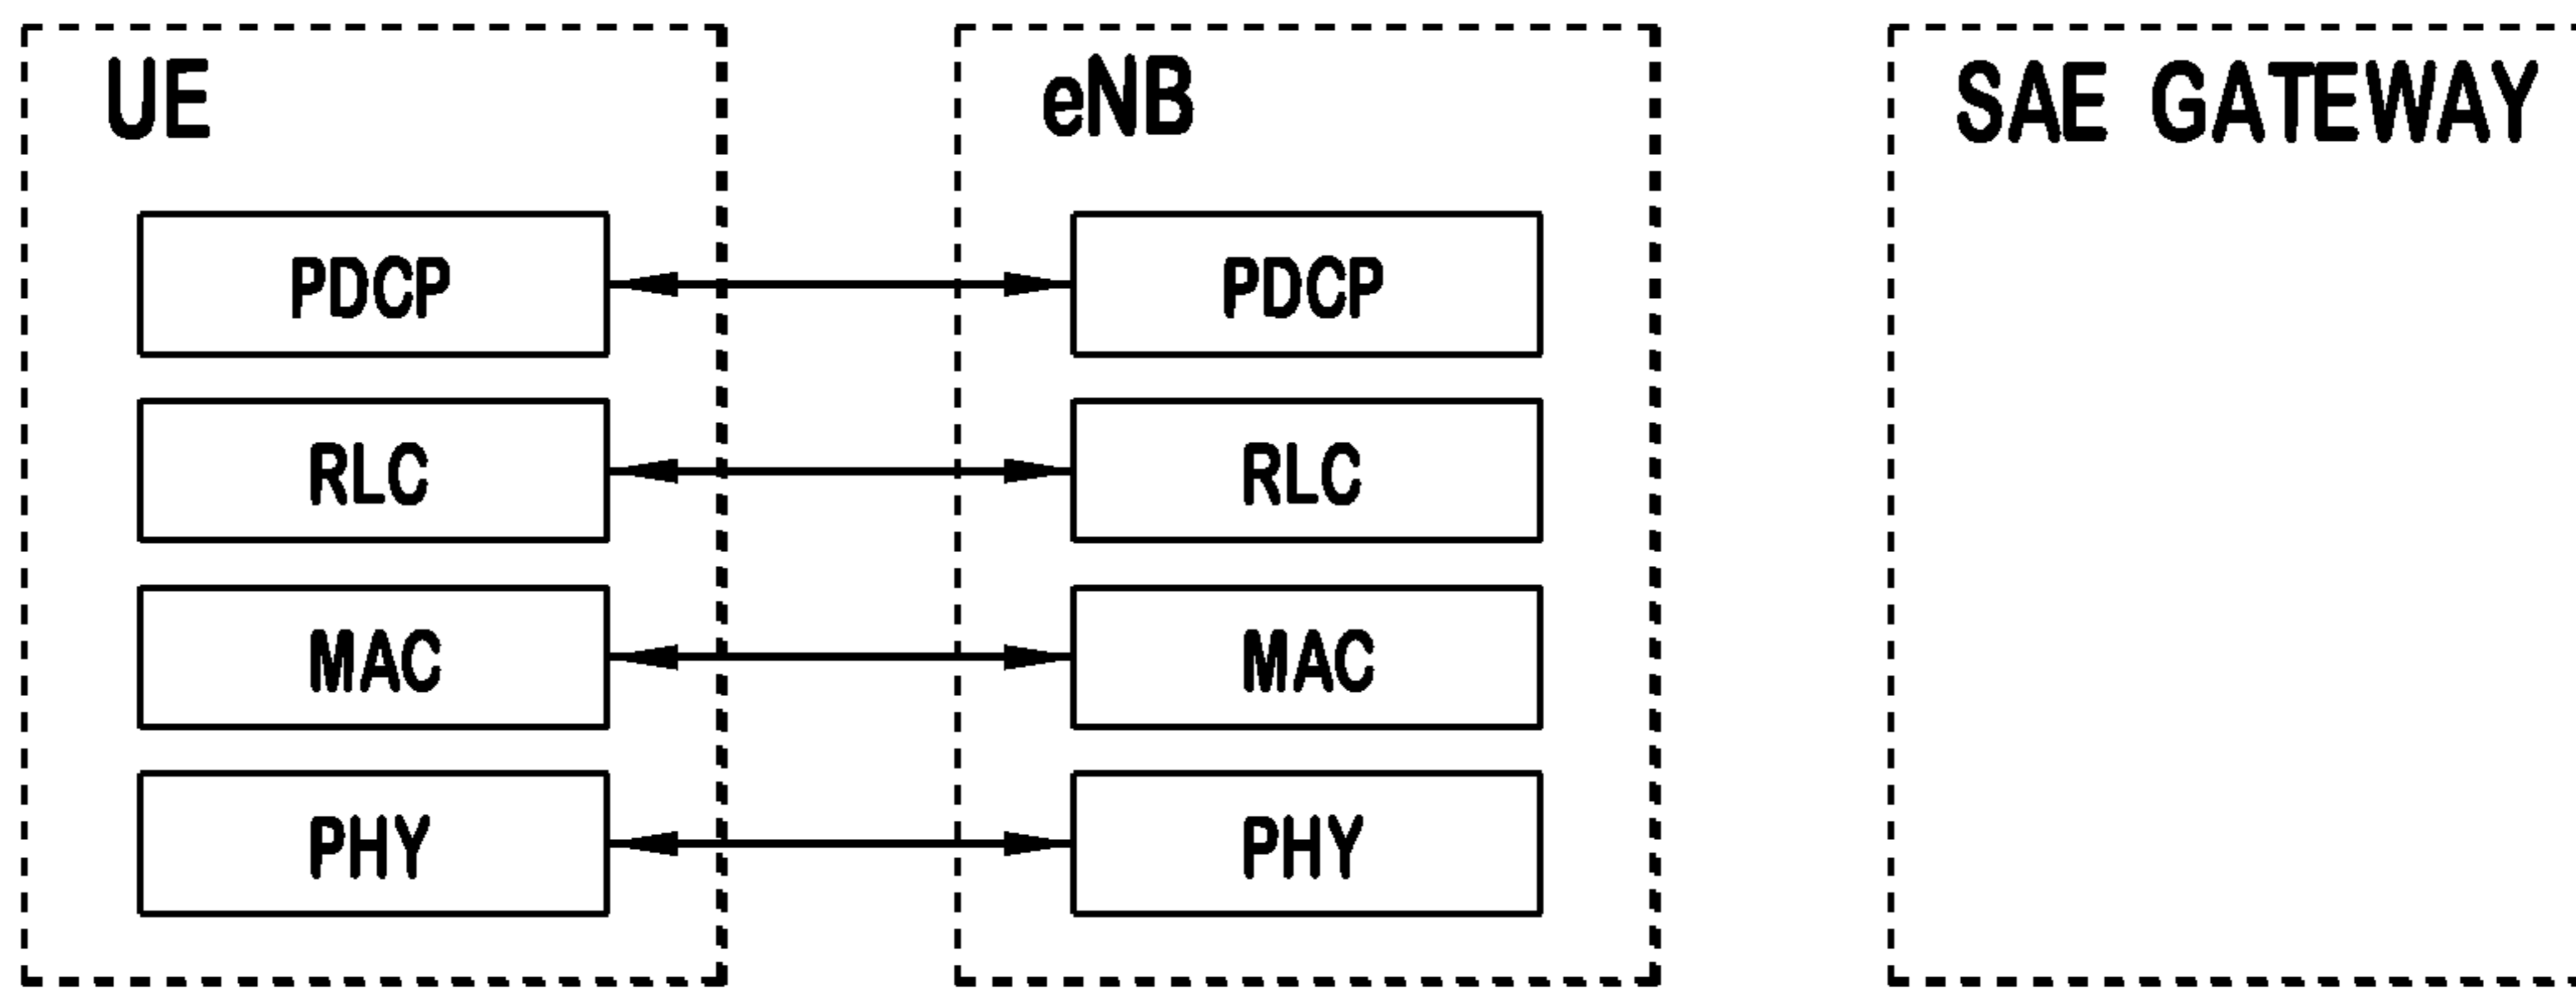 UE
eNB
SAE GATEWAY
PDCP
PDCP
RLC
RLC
MAC
MAC
PHY
PHY